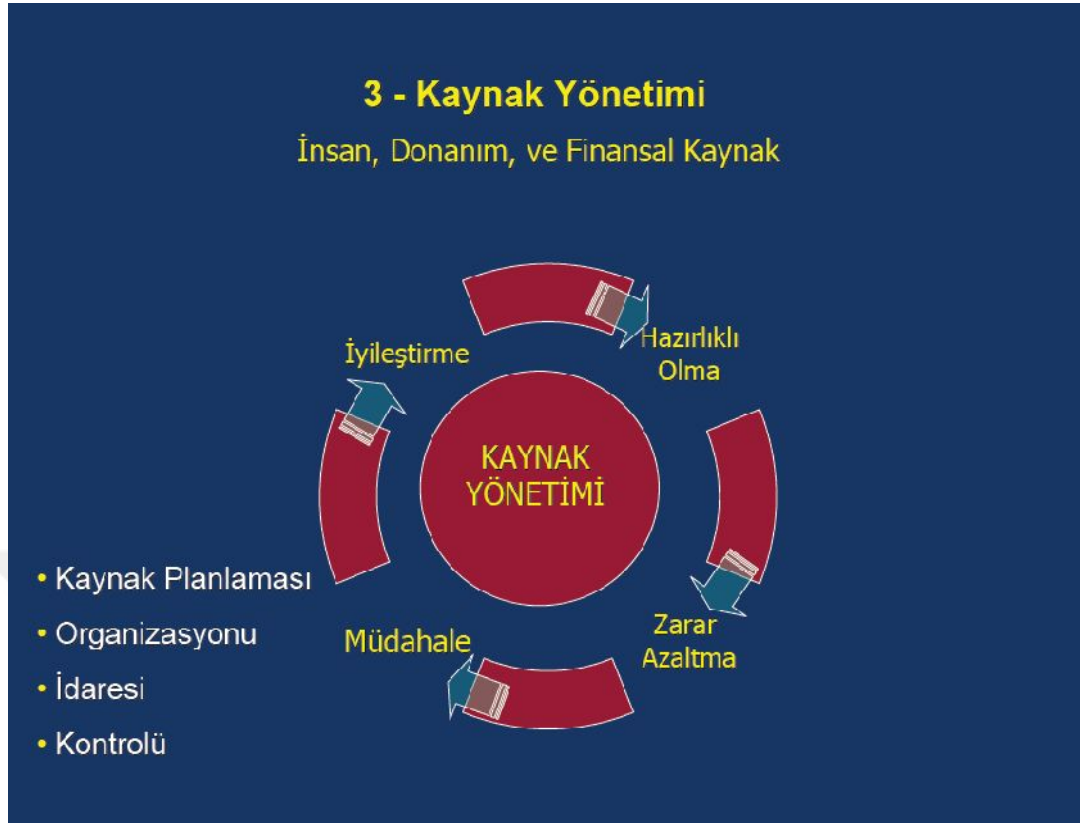 3 - Kaynak Yönetimi
İnsan, Donanım, ve Finansal Kaynak
İyileştirme
Hazırlıklı
Olma
KAYNAK
YÖNETİMİ
Müdahale
Zarar
Azaltma
• Kaynak Planlaması
• Organizasyonu
• İdaresi
• Kontrolü